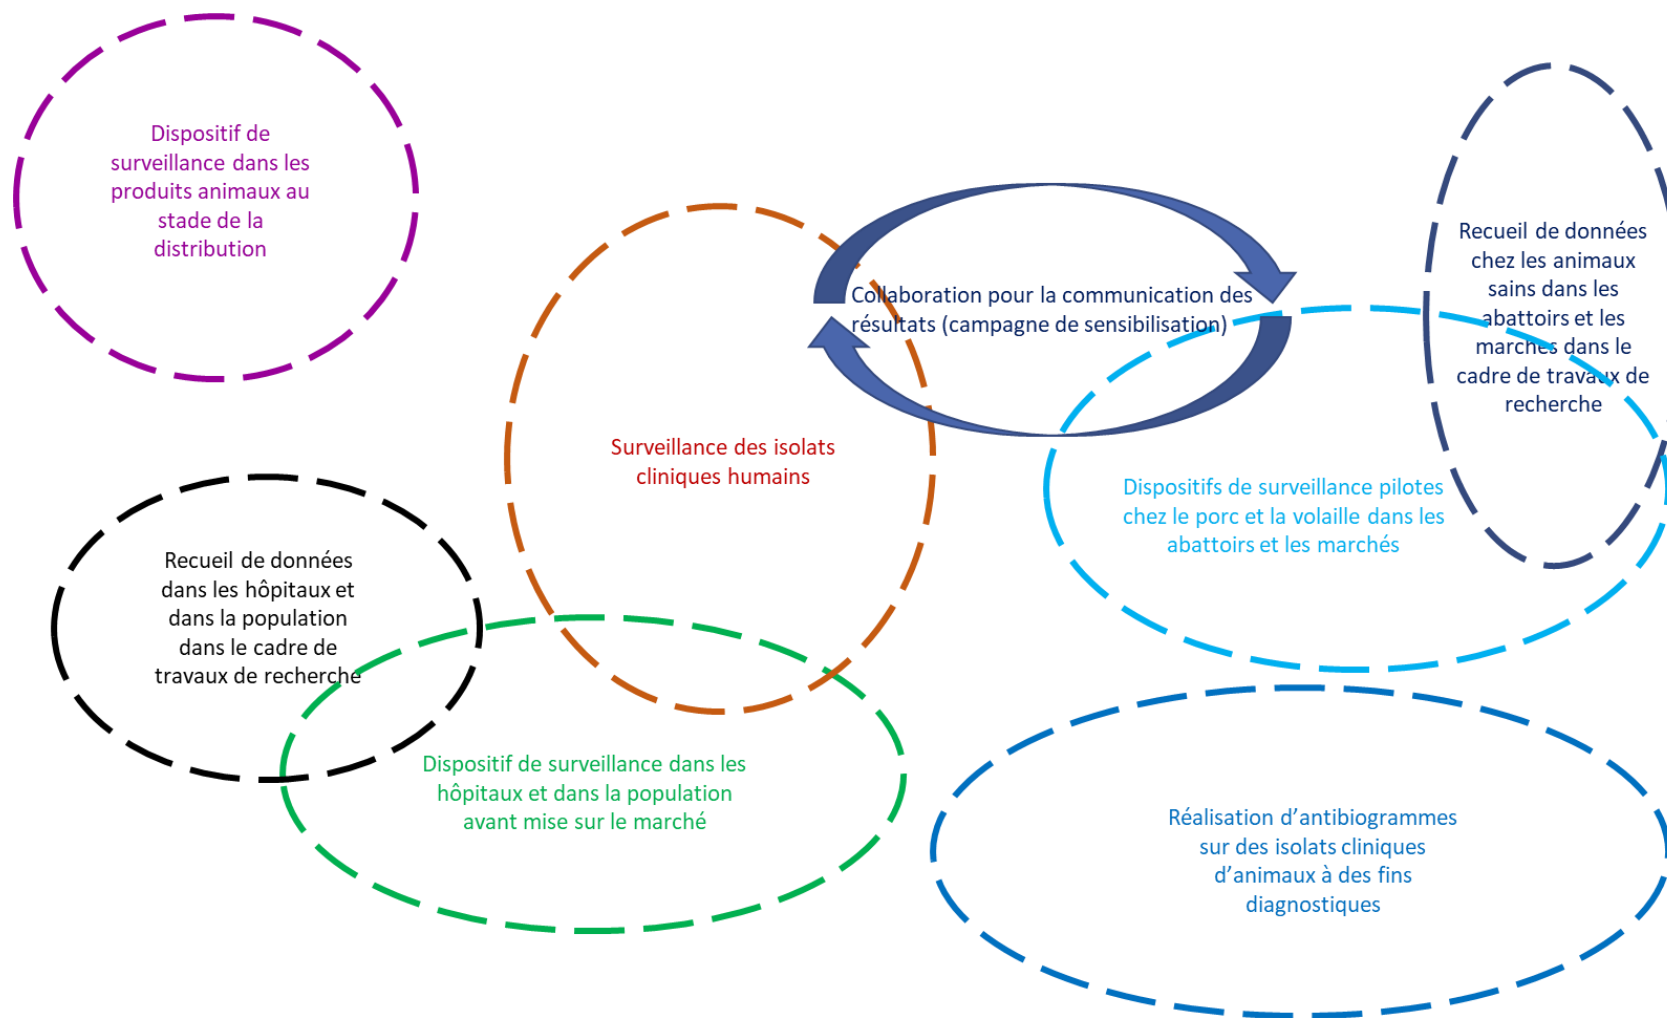 Dispositif de
surveillance dans les
produits animaux au
stade de la
distribution
Collaboration pour la communication des
résultats (campagne de sensibilisation)
Recueil de données
chez les animaux
sains dans les
abattoirs et les
marchés dans le
cadre de travaux de
recherche
Surveillance des isolats
cliniques humains
Dispositifs de surveillance pilotes
chez le porc et la volaille dans les
abattoirs et les marchés
Recueil de données
dans les hôpitaux et
dans la population
dans le cadre de
travaux de recherche
Dispositif de surveillance dans les
hôpitaux et dans la population
avant mise sur le marché
Réalisation d’antibiogrammes
sur des isolats cliniques
d’animaux à des fins
diagnostiques